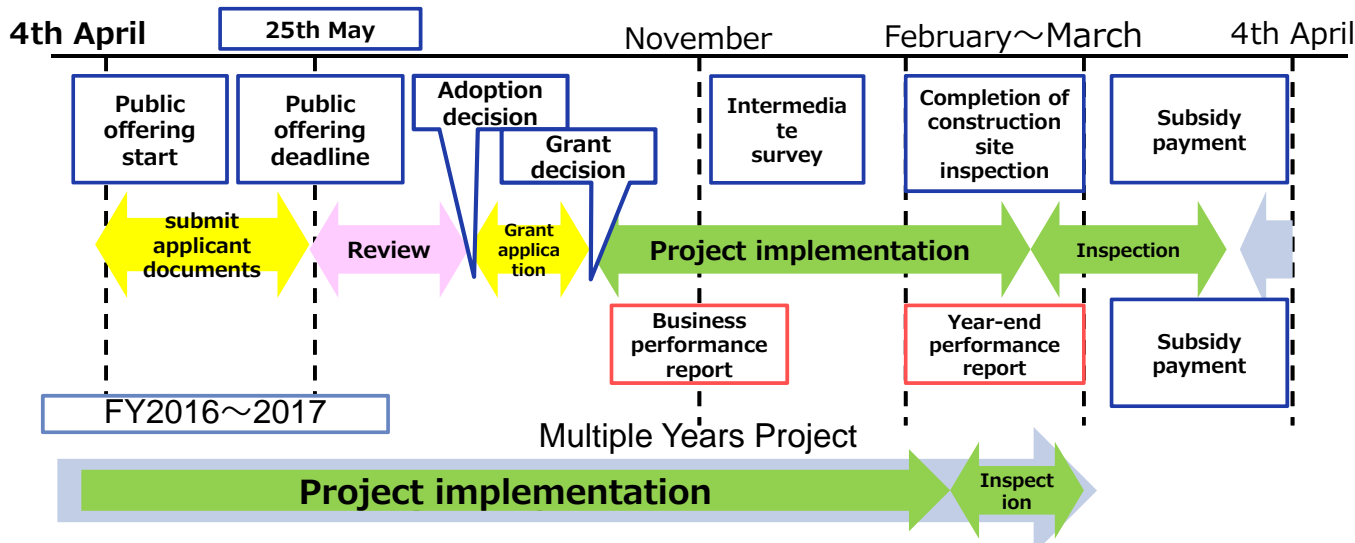 4th April
25th May
November
February～March
4th April
Public
offering
start
Public
offering
deadline
Adoption
decision
Grant
decision
Intermedia
te
survey
Completion of
construction
site
inspection
Subsidy
payment
submit
applicant
documents
Review
Grant
applica
tion
Project implementation
Inspection
Business
performance
report
Year-end
performance
report
Subsidy
payment
FY2016～2017
Multiple Years Project
Project implementation
Inspect
ion